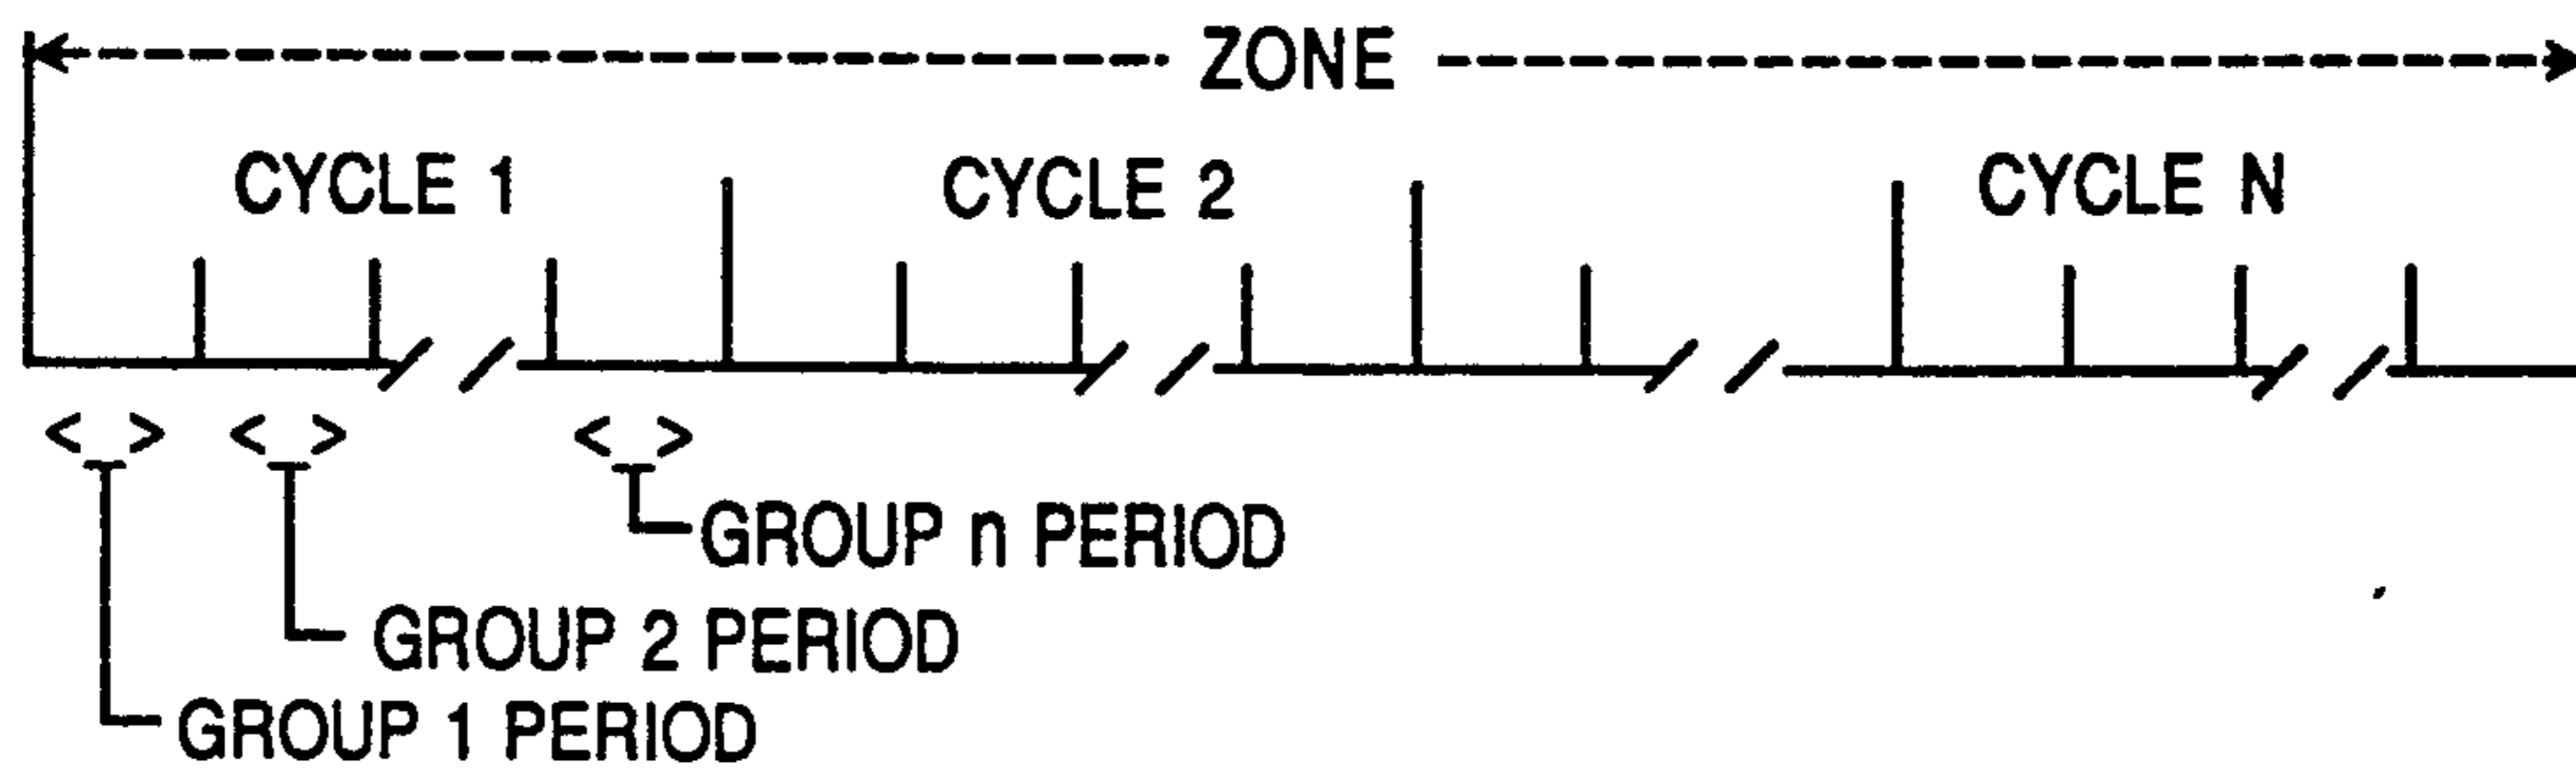 ZONE
CYCLE 1 CYCLE 2 CYCLE N
GROUP n PERIOD
GROUP 2 PERIOD
GROUP 1 PERIOD